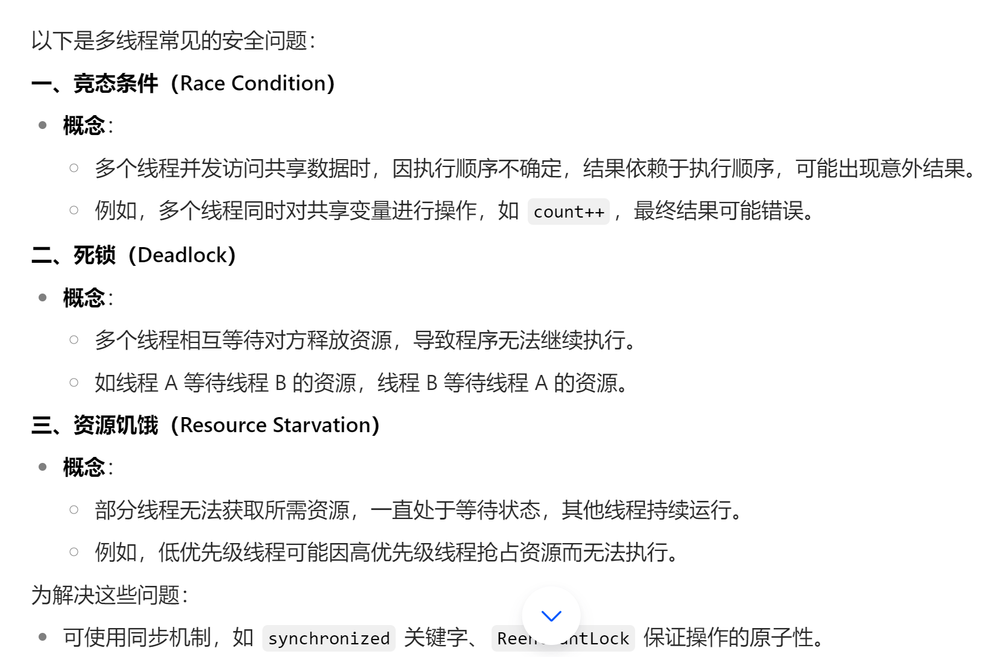 以下是多线程常见的安全问题：
一、竞态条件（Race Condition）
概念：
多个线程并发访问共享数据时，因执行顺序不确定，结果依赖于执行顺序，可能出现意外结果。
例如，多个线程同时对共享变量进行操作，如 count++ ，最终结果可能错误。
二、死锁（Deadlock）
概念：
多个线程相互等待对方释放资源，导致程序无法继续执行。
如线程 A 等待线程 B 的资源，线程 B 等待线程 A 的资源。
三、资源饥饿（Resource Starvation）
概念：
部分线程无法获取所需资源，一直处于等待状态，其他线程持续运行。
例如，低优先级线程可能因高优先级线程抢占资源而无法执行。
为解决这些问题：
可使用同步机制，如 synchronized 关键字、 保证操作的原子性。